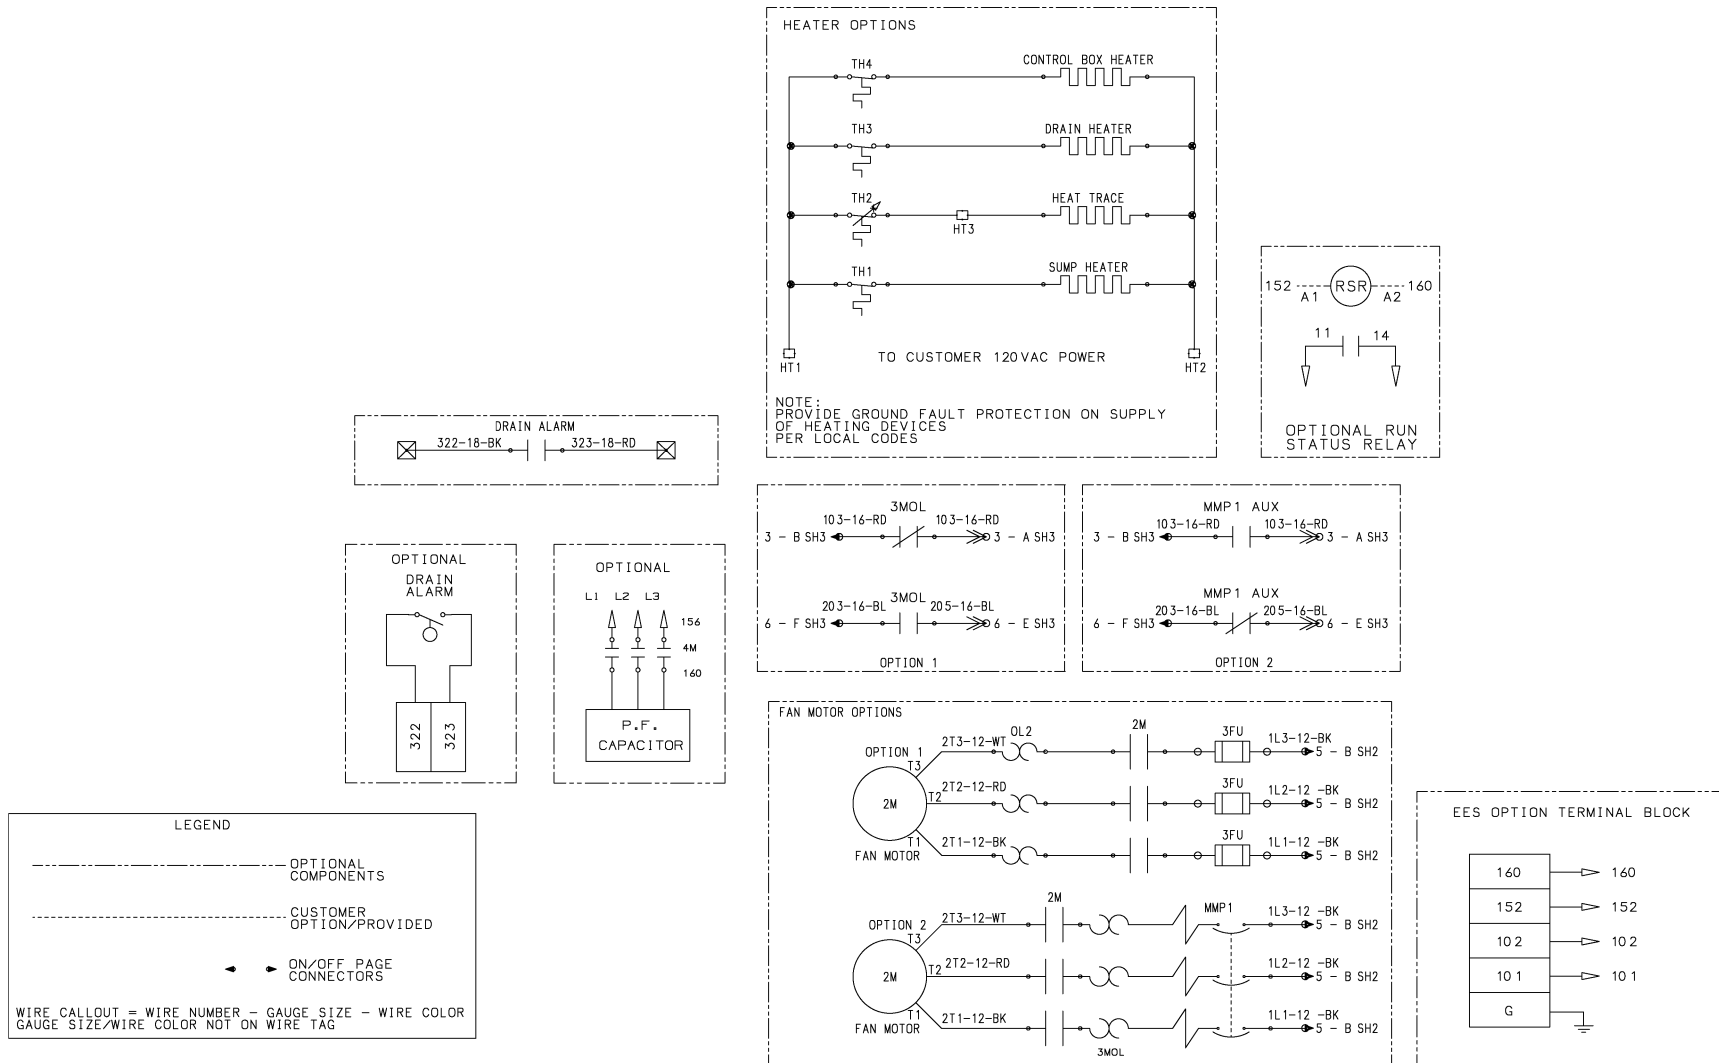 HEATER OPTIONS
TH4
CONTROL BOX HEATER
TH3
DRAIN HEATER
TH2
HEAT TRACE
HT3
TH1
SUMP HEATER
HT1
TO CUSTOMER 120VAC POWER
HT2
NOTE:
PROVIDE GROUND FAULT PROTECTION ON SUPPLY
OF HEATING DEVICES
PER LOCAL CODES
152
A1
RSR
A2
160
11
14
OPTIONAL RUN
STATUS RELAY
DRAIN ALARM
322-18-BK
323-18-RD
3MOL
103-16-RD
103-16-RD
3 - B SH3
3 - A SH3
3MOL
203-16-BL
205-16-BL
6 - F SH3
6 - E SH3
OPTION 1
MMP1 AUX
103-16-RD
103-16-RD
3 - B SH3
3 - A SH3
MMP1 AUX
203-16-BL
205-16-BL
6 - F SH3
6 - E SH3
OPTION 2
OPTIONAL
DRAIN
ALARM
322
323
OPTIONAL
L1
L2
L3
156
4M
160
P.F.
CAPACITOR
FAN MOTOR OPTIONS
OPTION 1
T3
2T3-12-WT
OL2
2M
3FU
1L3-12-BK
5 - B SH2
2M
T2
2T2-12-RD
3FU
1L2-12 -BK
5 - B SH2
T1
2T1-12-BK
3FU
1L1-12 -BK
5 - B SH2
FAN MOTOR
OPTION 2
T3
2T3-12-WT
2M
MMP1
1L3-12 -BK
5 - B SH2
2M
T2
2T2-12-RD
1L2-12 -BK
5 - B SH2
T1
2T1-12-BK
1L1-12 -BK
5 - B SH2
FAN MOTOR
3MOL
EES OPTION TERMINAL BLOCK
160
160
152
152
102
102
101
101
G
LEGEND
OPTIONAL
COMPONENTS
CUSTOMER
OPTION/PROVIDED
ON/OFF PAGE
CONNECTORS
WIRE CALLOUT = WIRE NUMBER - GAUGE SIZE - WIRE COLOR
GAUGE SIZE/WIRE COLOR NOT ON WIRE TAG